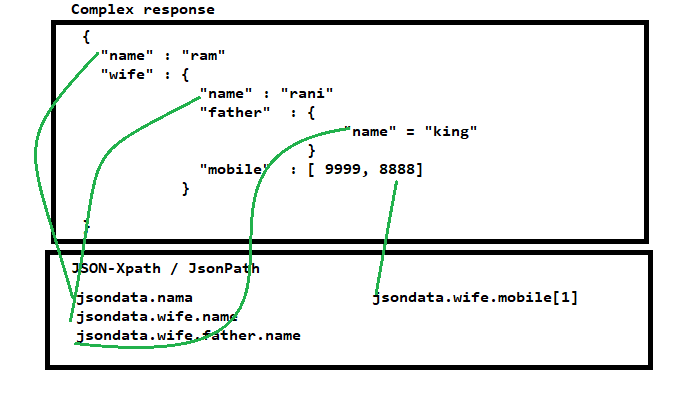 Complex response
{
"name" : "ram"
"wife" : {
"name" : "rani"
"father" : {
"name" = "king"
}
"mobile" : [ 9999, 8888]
}
}
JSON-Xpath / JsonPath
jsondata.nama jsondata.wife.mobile[1]
jsondata.wife.name
jsondata.wife.father.name